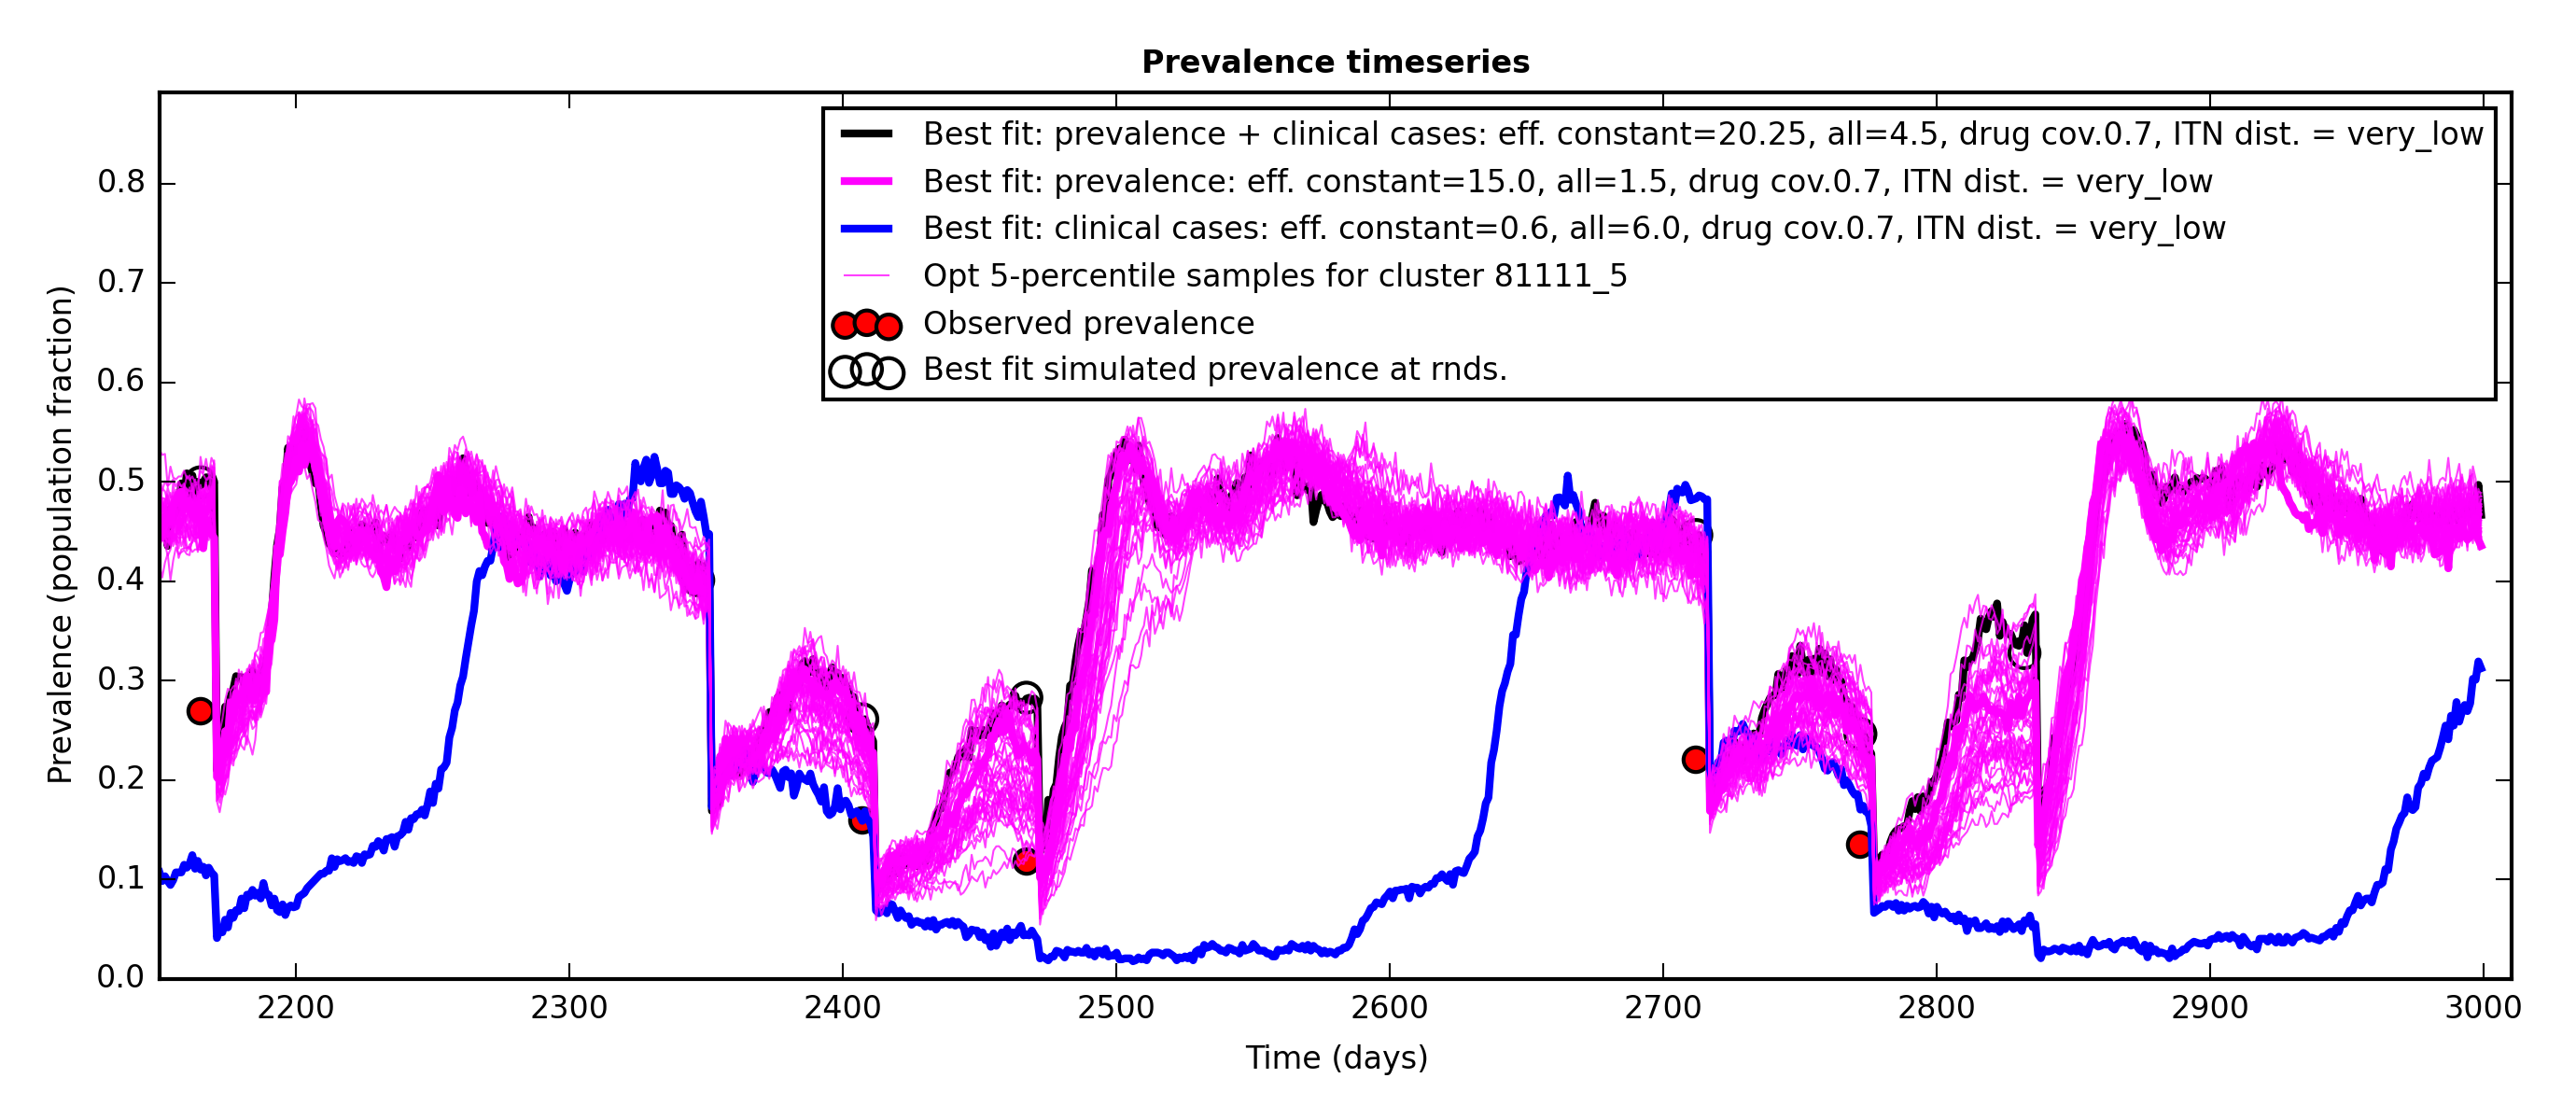 Prevalence timeseries
Best fit: prevalence + clinical cases: eff. constant=20.25, all=4.5, drug cov.0.7, ITN dist. = very_low
Best fit: prevalence: eff. constant=15.0, all=1.5, drug cov.0.7, ITN dist. = very_low
Best fit: clinical cases: eff. constant=0.6, all=6.0, drug cov.0.7, ITN dist. = very_low
Opt 5-percentile samples for cluster 81111_5
Observed prevalence
Best fit simulated prevalence at rnds.
Prevalence (population fraction)
0.8
0.7
0.6
0.5
0.4
0.3
0.2
0.1
0.0
2200 2300 2400 2500 2600 2700 2800 2900 3000
Time (days)